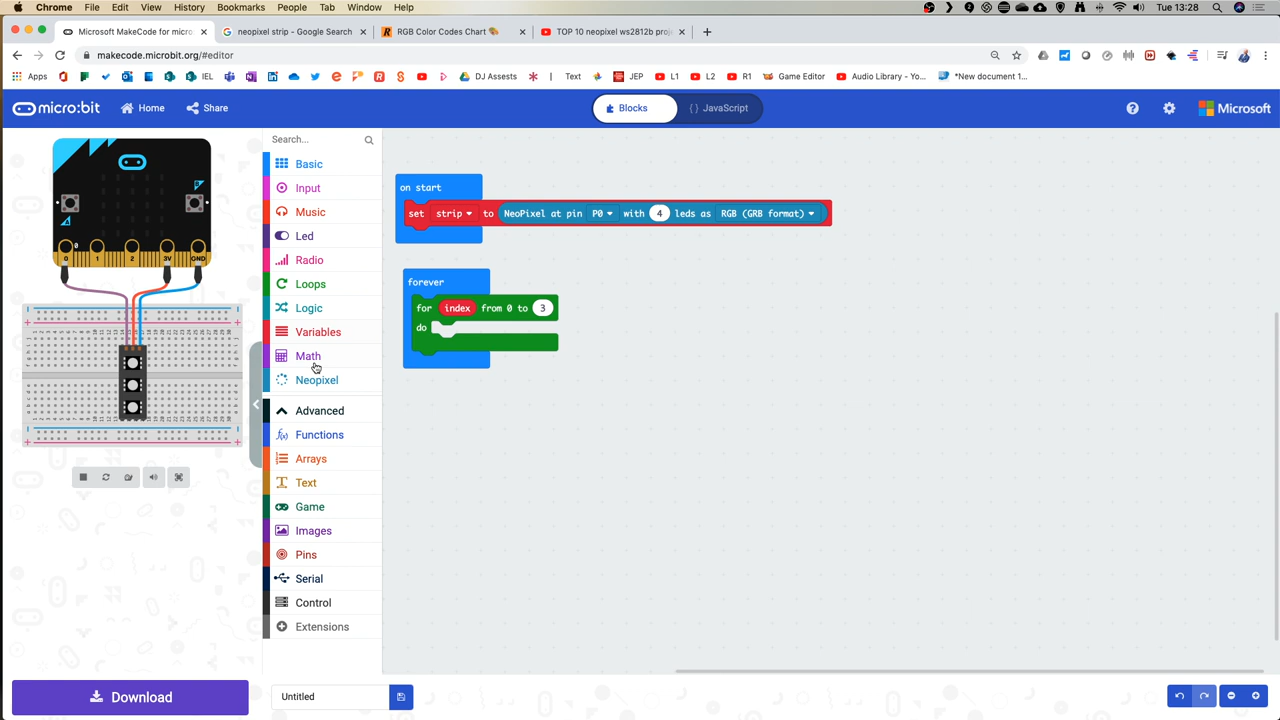 Chrome File Edit View History Bookmarks People Tab Window Help Tue 13:28
Microsoft MakeCode for micro: neopixel strip - Google Search RGB Color Codes Chart TOP 10 neopixel ws2812b proj
makecode.microbit.org/#editor
Apps IEL DJ Assests Text JEP L1 L2 R1 Game Editor Audio Library - Yo... *New document 1...
micro:bit Home Share Blocks { } JavaScript Microsoft
Search...
Basic
Input
Music
Led
Radio
Loops
Logic
Variables
Math
Neopixel
Advanced
Functions
Arrays
Text
Game
Images
Pins
Serial
Control
Extensions
on start
set strip to NeoPixel at pin P0 with 4 leds as RGB (GRB format)
forever
for index from 0 to 3
do
0 1 2 3V GND
Download
Untitled